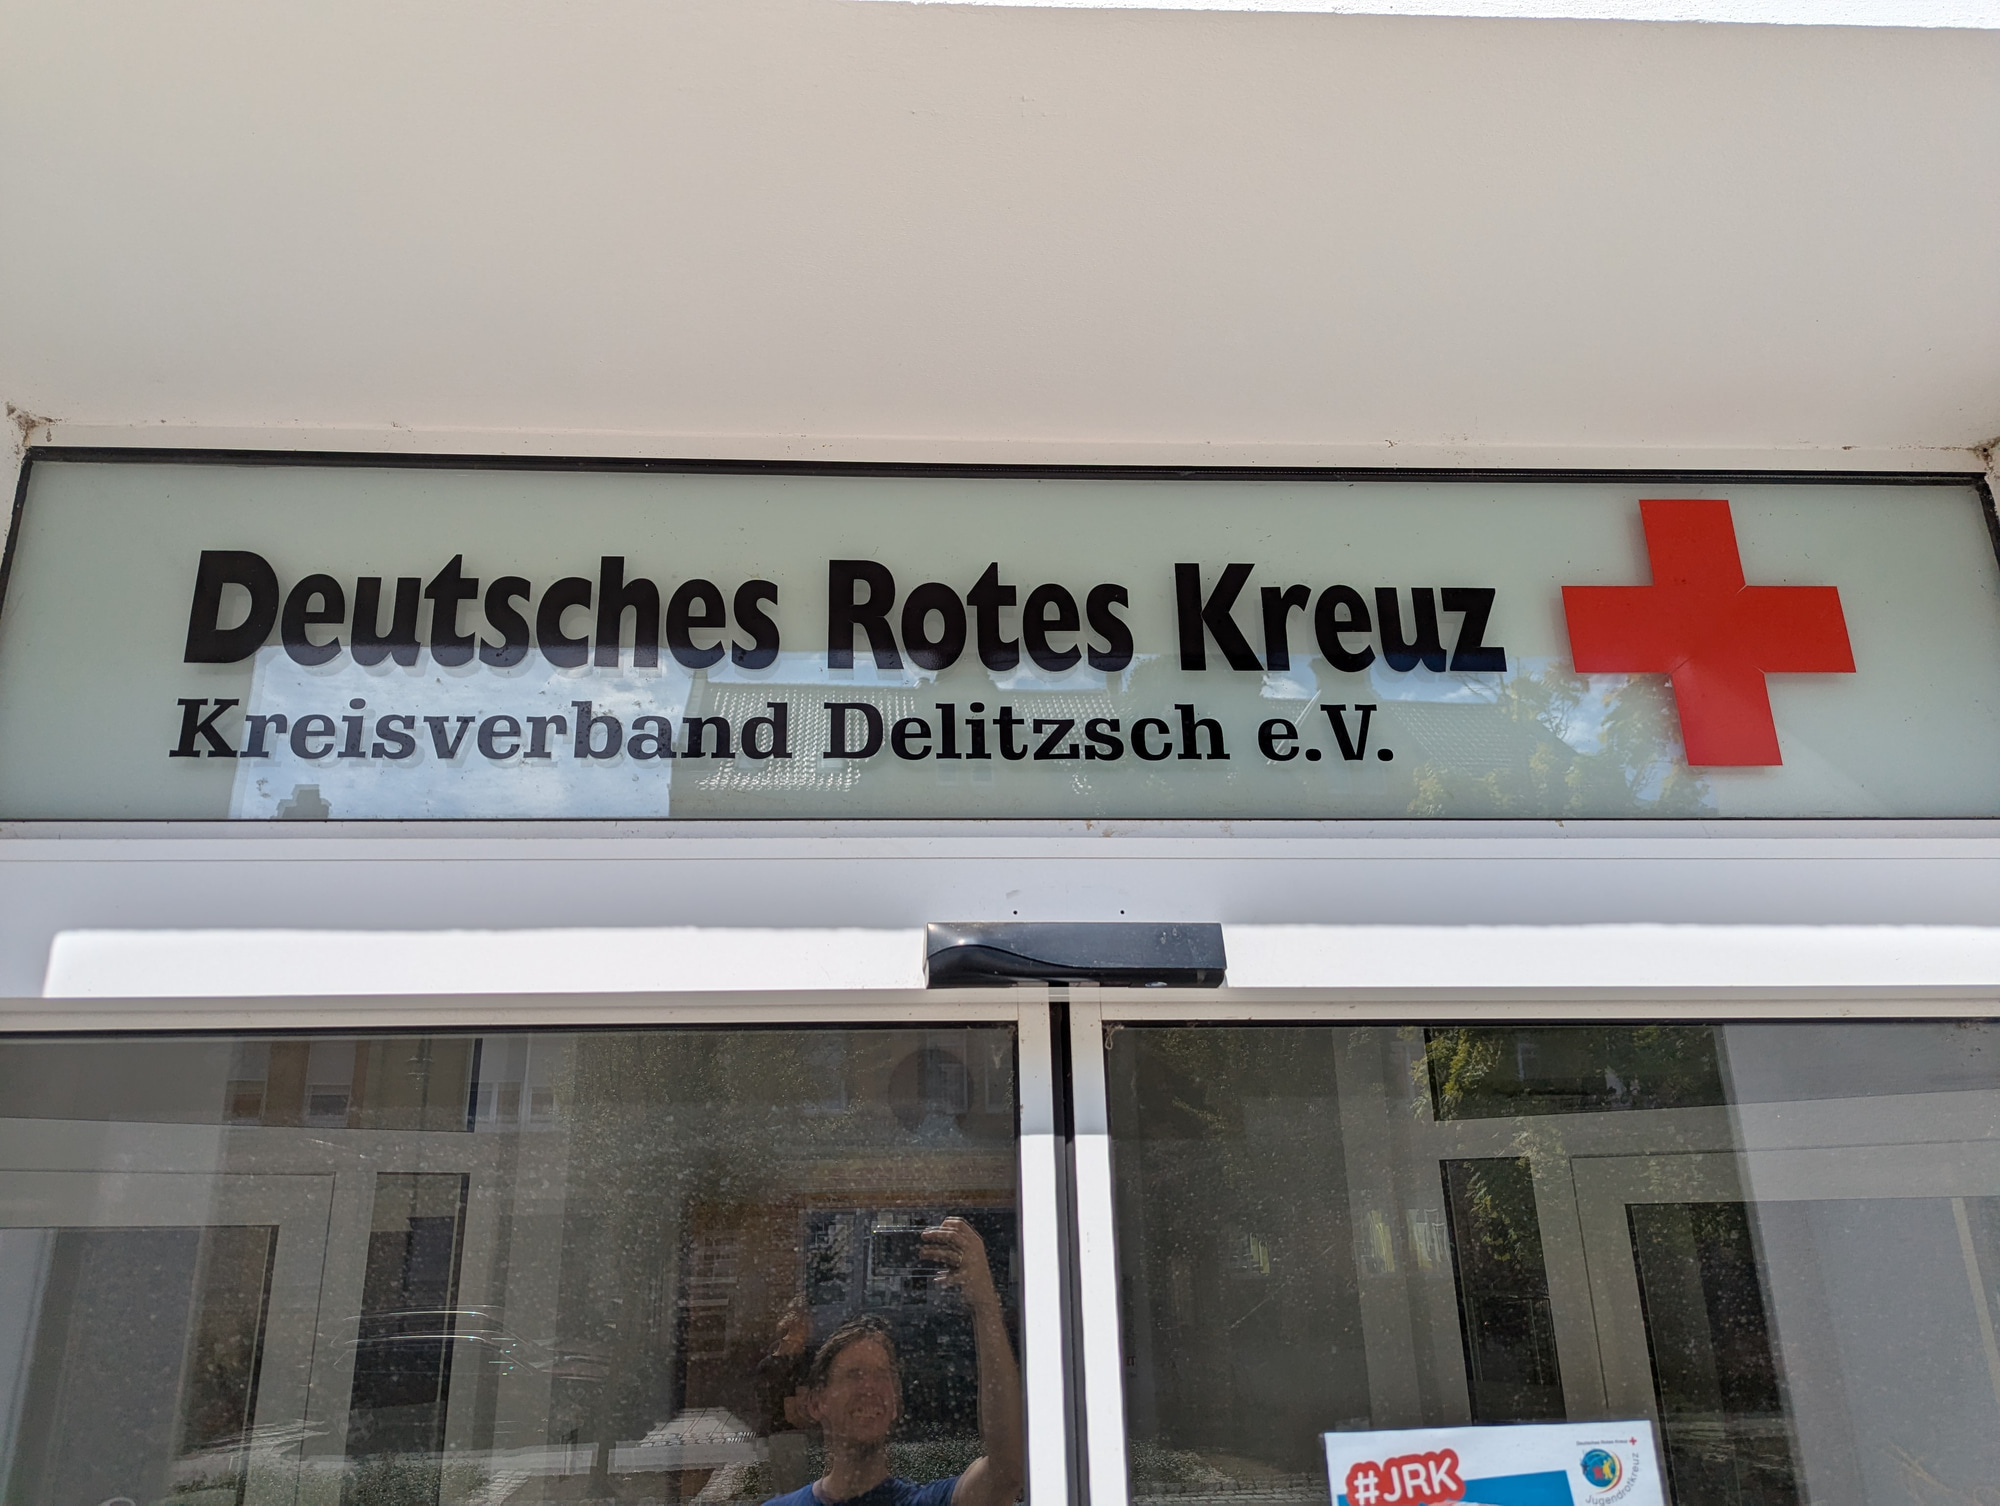 Deutsches Rotes Kreuz
Kreisverband Delitzsch e.V.
Deutsches Rotes Kreuz
#JRK
Jugendrotkreuz